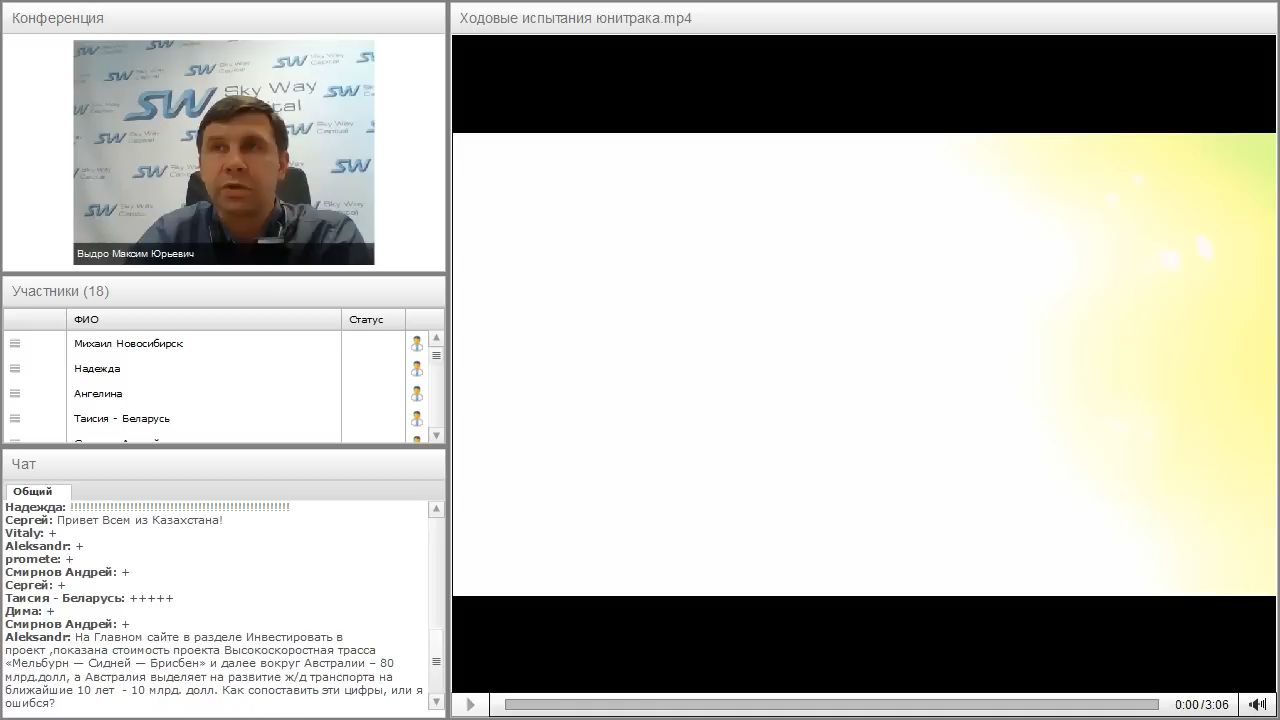 Конференция
SW
Sky Way
Capital
Выдро Максим Юрьевич
Участники (18)
ФИО
Статус
Михаил Новосибирск
Надежда
Ангелина
Таисия - Беларусь
Чат
Общий
Надежда: !!!!!!!!!!!!!!!!!!!!!!!!!!!!!!!!!!!!!!!!!!!!!!!!!!!!!!!
Сергей: Привет Всем из Казахстана!
Vitaly: +
Aleksandr: +
promete: +
Смирнов Андрей: +
Сергей: +
Таисия - Беларусь: +++++
Дима: +
Смирнов Андрей: +
Aleksandr: На Главном сайте в разделе Инвестировать в
проект ,показана стоимость проекта Высокоскоростная трасса
«Мельбурн — Сидней — Брисбен» и далее вокруг Австралии – 80
млрд.долл, а Австралия выделяет на развитие ж/д транспорта на
ближайшие 10 лет - 10 млрд. долл. Как сопоставить эти цифры, или я
ошибся?
Ходовые испытания юнитрака.mp4
0:00/3:06